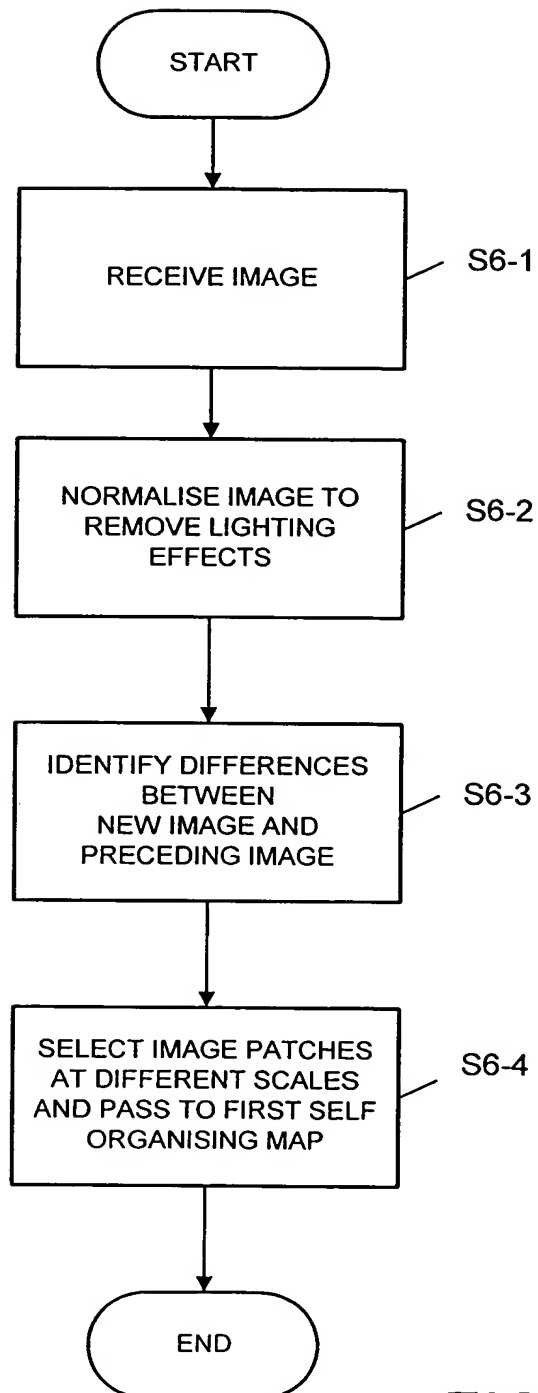 START
RECEIVE IMAGE
S6-1
NORMALISE IMAGE TO
REMOVE LIGHTING
EFFECTS
S6-2
IDENTIFY DIFFERENCES
BETWEEN
NEW IMAGE AND
PRECEDING IMAGE
S6-3
SELECT IMAGE PATCHES
AT DIFFERENT SCALES
AND PASS TO FIRST SELF
ORGANISING MAP
S6-4
END